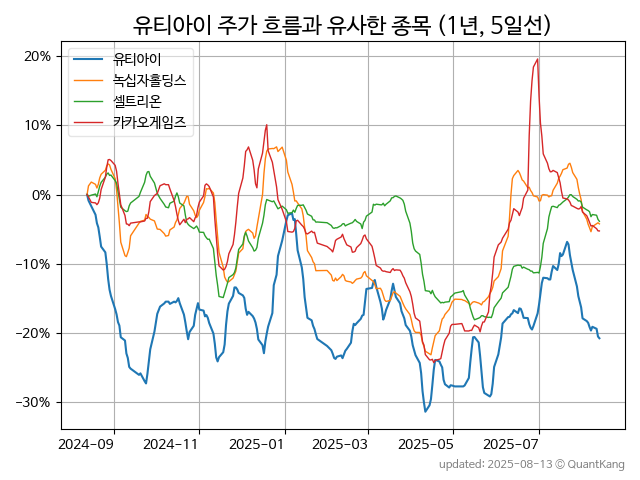 유티아이 주가 흐름과 유사한 종목 (1년, 5일선)
유티아이
녹십자홀딩스
셀트리온
카카오게임즈
20%
10%
0%
−10%
−20%
−30%
2024-09
2024-11
2025-01
2025-03
2025-05
2025-07
updated: 2025-08-13 © QuantKang